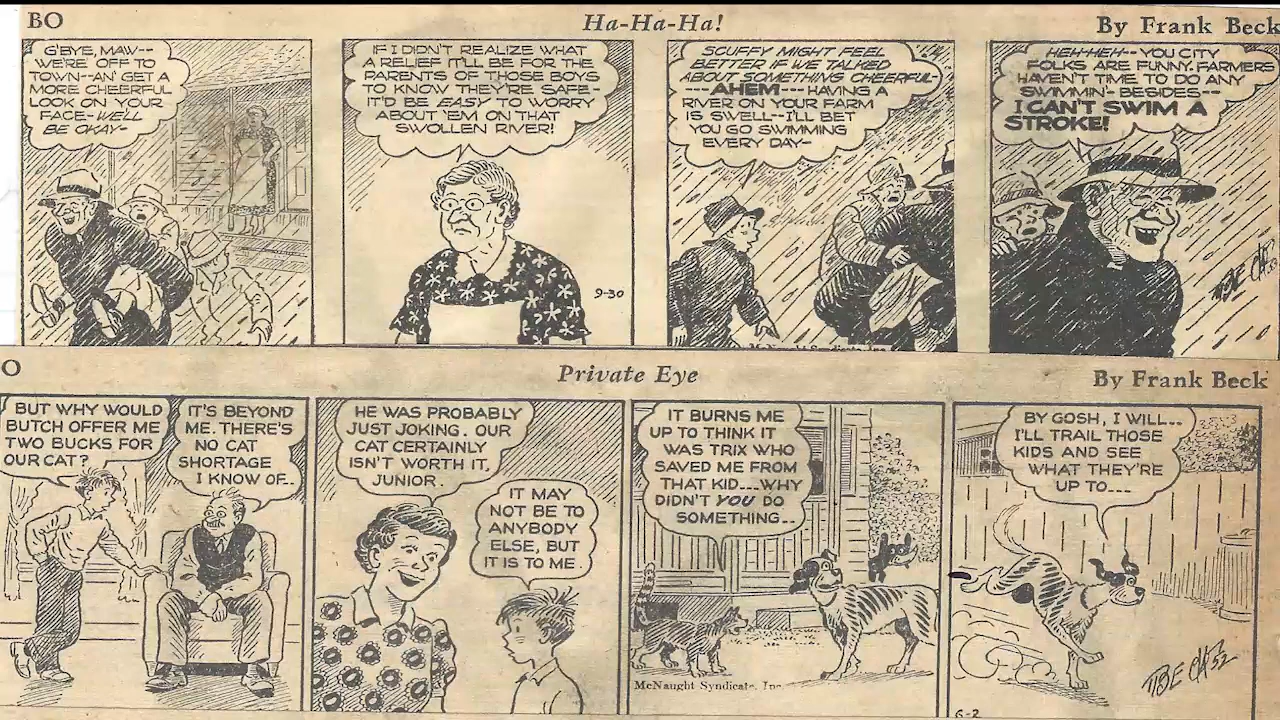 BO
Ha-Ha-Ha!
By Frank Beck
G'BYE, MAW--
WE'RE OFF TO
TOWN--AN' GET A
MORE CHEERFUL
LOOK ON YOUR
FACE-WE'LL
BE OKAY-
IF I DIDN'T REALIZE WHAT
A RELIEF IT'LL BE FOR THE
PARENTS OF THOSE BOYS
TO KNOW THEY'RE SAFE-
IT'D BE EASY TO WORRY
ABOUT 'EM ON THAT
SWOLLEN RIVER!
9-30
SCUFFY MIGHT FEEL
BETTER IF WE TALKED
ABOUT SOMETHING CHEERFUL-
----AHEM---HAVING A
RIVER ON YOUR FARM
IS SWELL--I'LL BET
YOU GO SWIMMING
EVERY DAY-
McNaught Syndicate, Inc.
HEH-HEH-- YOU CITY
FOLKS ARE FUNNY. FARMERS
HAVEN'T TIME TO DO ANY
SWIMMIN'- BESIDES--
I CAN'T SWIM A
STROKE!
O
Private Eye
By Frank Beck
BUT WHY WOULD
BUTCH OFFER ME
TWO BUCKS FOR
OUR CAT?
IT'S BEYOND
ME. THERE'S
NO CAT
SHORTAGE
I KNOW OF..
HE WAS PROBABLY
JUST JOKING. OUR
CAT CERTAINLY
ISN'T WORTH IT,
JUNIOR.
IT MAY
NOT BE TO
ANYBODY
ELSE, BUT
IT IS TO ME.
IT BURNS ME
UP TO THINK IT
WAS TRIX WHO
SAVED ME FROM
THAT KID...WHY
DIDN'T YOU DO
SOMETHING..
McNaught Syndicate, Inc.
BY GOSH, I WILL..
I'LL TRAIL THOSE
KIDS AND SEE
WHAT THEY'RE
UP TO...
52
6-2